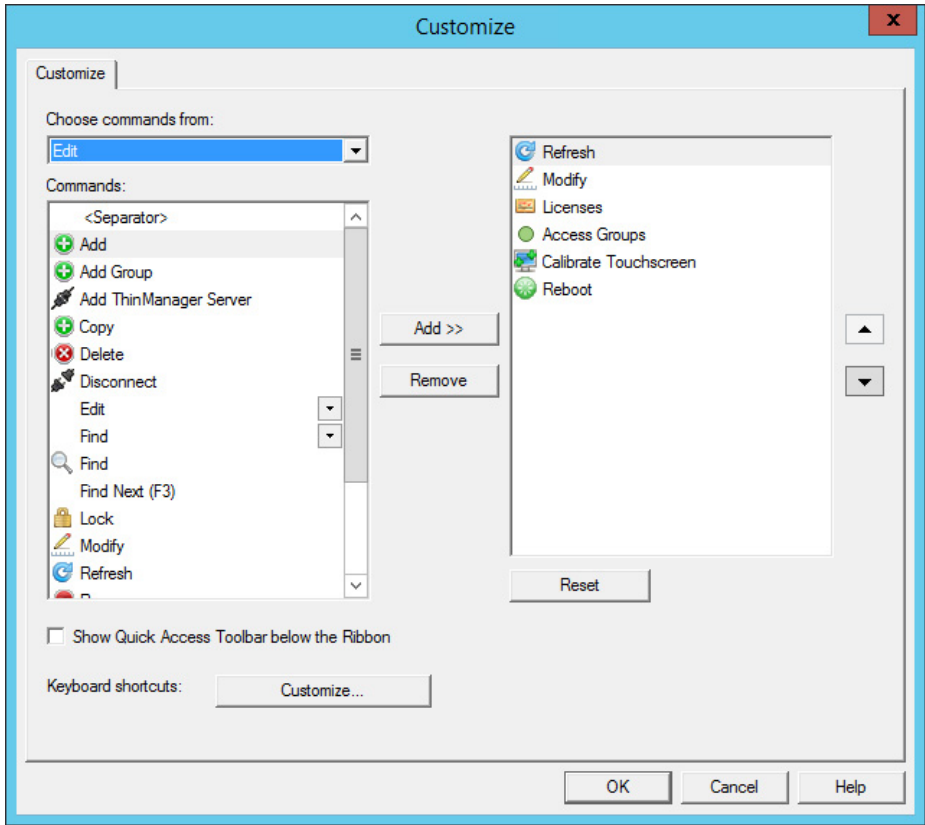 Customize
x
Customize
Choose commands from:
Edit
Commands:
<Separator>
Add
Add Group
Add ThinManager Server
Copy
Delete
Disconnect
Edit
Find
Find
Find Next (F3)
Lock
Modify
Refresh
Add >>
Remove
Refresh
Modify
Licenses
Access Groups
Calibrate Touchscreen
Reboot
Reset
Show Quick Access Toolbar below the Ribbon
Keyboard shortcuts:
Customize...
OK
Cancel
Help